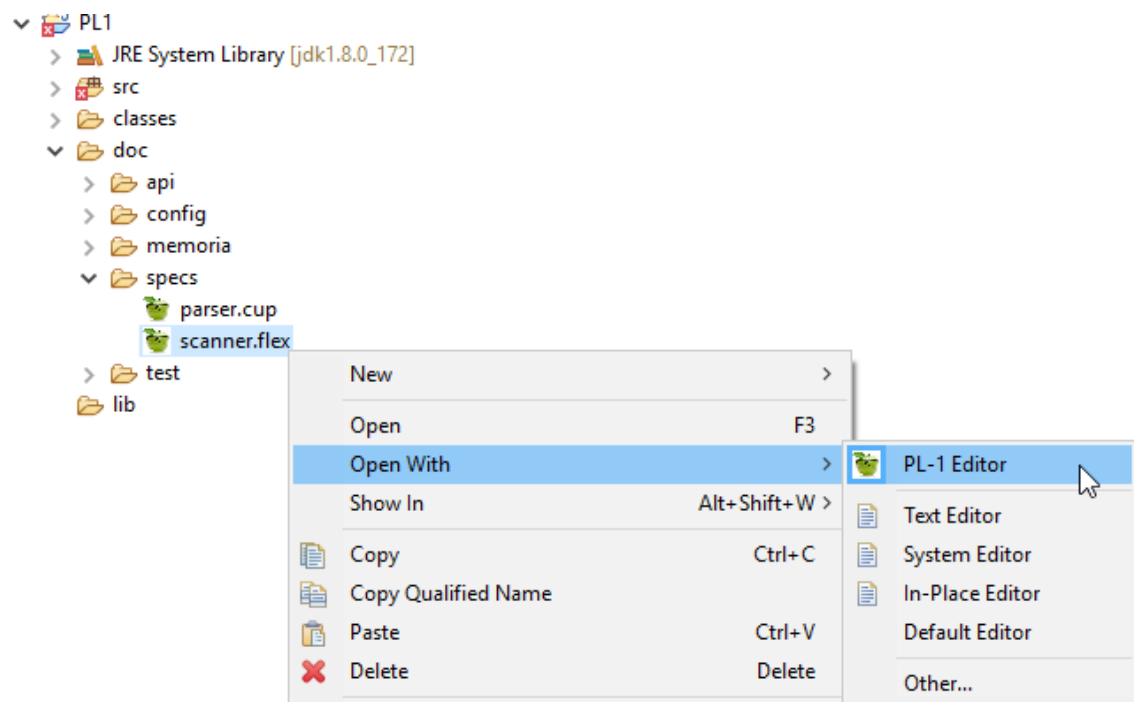 PL1
JRE System Library [jdk1.8.0_172]
src
classes
doc
api
config
memoria
specs
parser.cup
scanner.flex
test
lib
New
Open F3
Open With
Show In Alt+Shift+W
Copy Ctrl+C
Copy Qualified Name
Paste Ctrl+V
Delete Delete
PL-1 Editor
Text Editor
System Editor
In-Place Editor
Default Editor
Other...